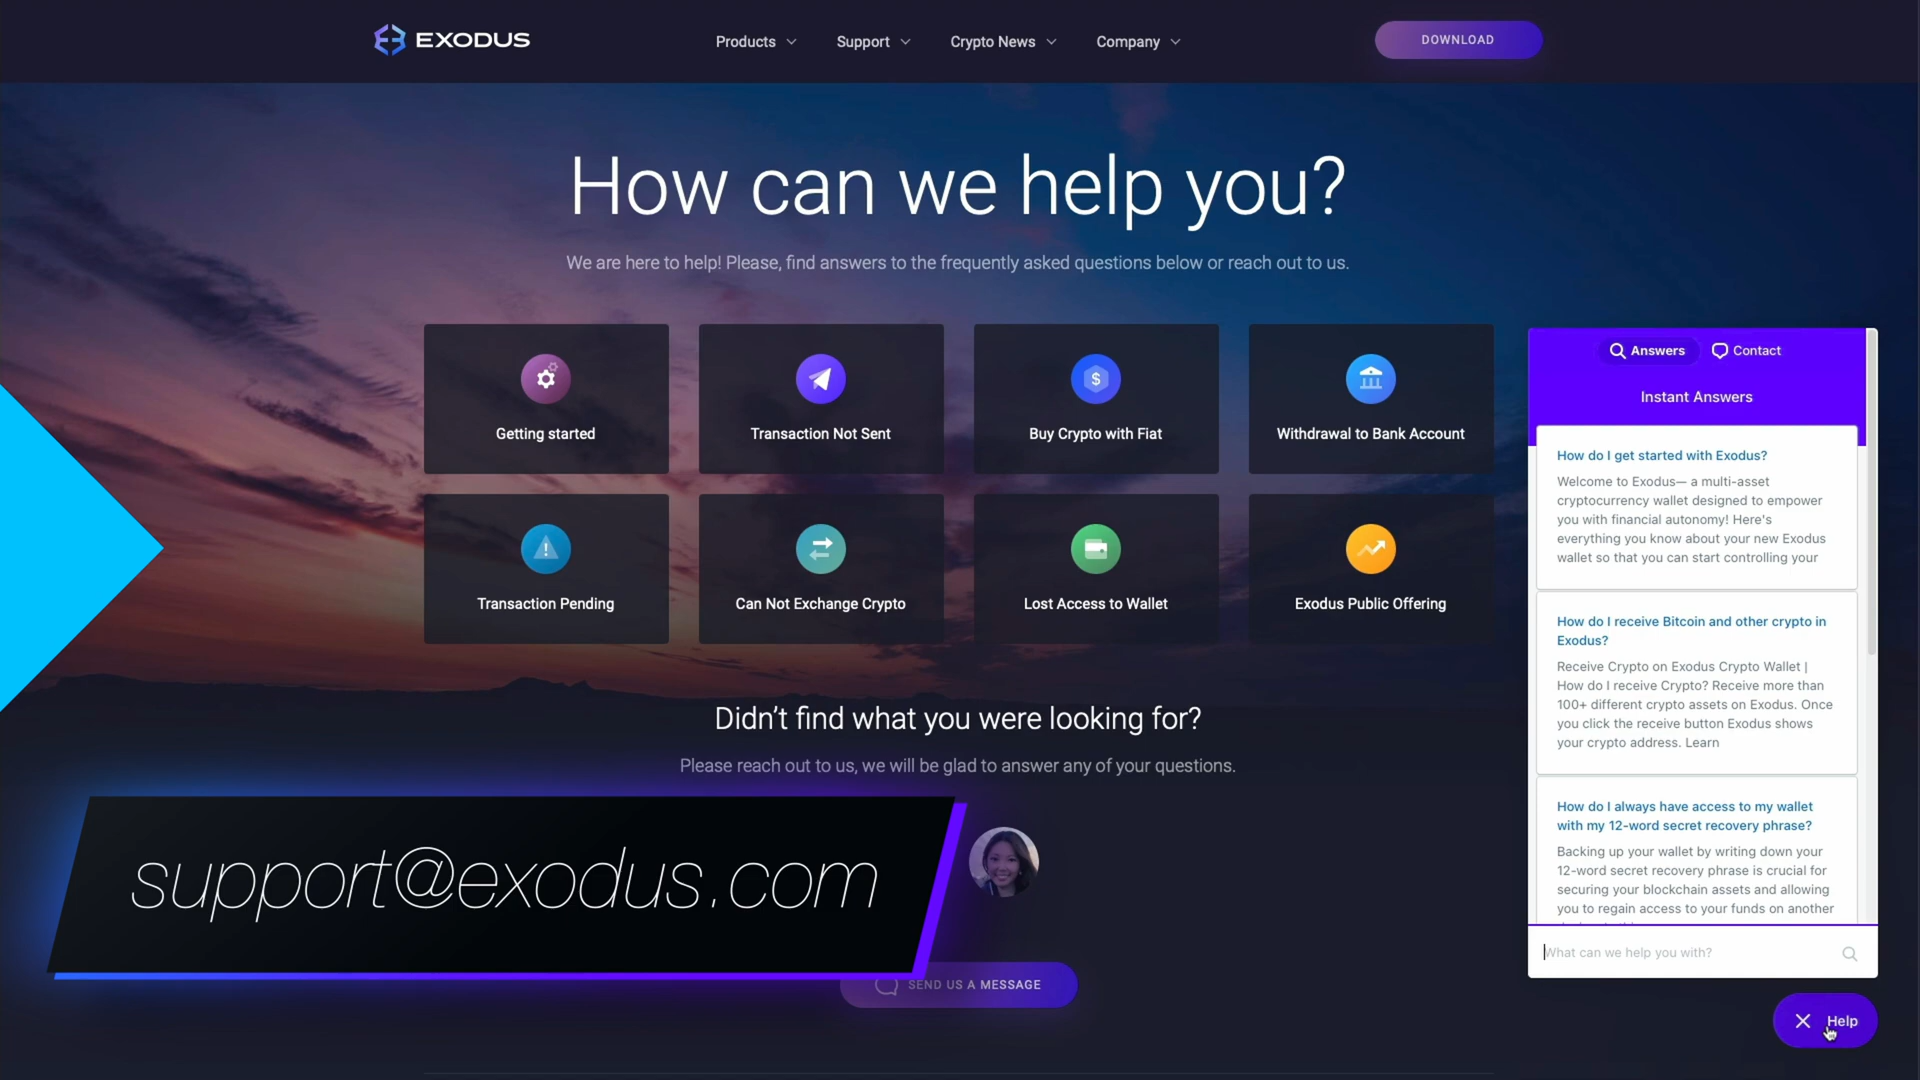 EXODUS
Products
Support
Crypto News
Company
DOWNLOAD
How can we help you?
We are here to help! Please, find answers to the frequently asked questions below or reach out to us.
Getting started
Transaction Not Sent
Buy Crypto with Fiat
Withdrawal to Bank Account
Transaction Pending
Can Not Exchange Crypto
Lost Access to Wallet
Exodus Public Offering
Didn’t find what you were looking for?
Please reach out to us, we will be glad to answer any of your questions.
support@exodus.com
SEND US A MESSAGE
Answers
Contact
Instant Answers
How do I get started with Exodus?
Welcome to Exodus— a multi-asset
cryptocurrency wallet designed to empower
you with financial autonomy! Here's
everything you know about your new Exodus
wallet so that you can start controlling your
How do I receive Bitcoin and other crypto in
Exodus?
Receive Crypto on Exodus Crypto Wallet |
How do I receive Crypto? Receive more than
100+ different crypto assets on Exodus. Once
you click the receive button Exodus shows
your crypto address. Learn
How do I always have access to my wallet
with my 12-word secret recovery phrase?
Backing up your wallet by writing down your
12-word secret recovery phrase is crucial for
securing your blockchain assets and allowing
you to regain access to your funds on another
What can we help you with?
Help